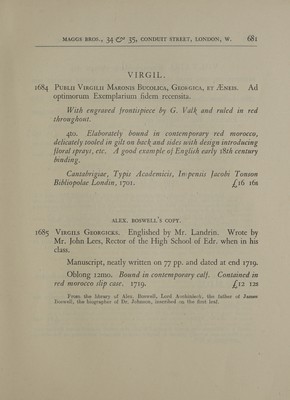 MAGGS BROS., 34 & 35, CONDUIT STREET, LONDON, W. 681
VIRGIL.
1684 PUBLII VIRGILII MARONIS BUCOLICA, GEORGICA, ET ÆNEIS. Ad
optimorum Exemplarium fidem recensita.
With engraved frontispiece by G. Valk and ruled in red
throughout.
4to. Elaborately bound in contemporary red morocco,
delicately tooled in gilt on back and sides with design introducing
floral sprays, etc. A good example of English early 18th century
binding.
Cantabrigiae, Typis Academicis, Impensis Jacobi Tonson
Bibliopolae Londin, 1701. £16 16s
ALEX. BOSWELL'S COPY.
1685 VIRGILS GEORGICKS. Englished by Mr. Landrin. Wrote by
Mr. John Lees, Rector of the High School of Edr. when in his
class.
Manuscript, neatly written on 77 pp. and dated at end 1719.
Oblong 12mo. Bound in contemporary calf. Contained in
red morocco slip case. 1719. £12 12s
From the library of Alex. Boswell, Lord Auchinleck, the father of James
Boswell, the biographer of Dr. Johnson, inscribed on the first leaf.